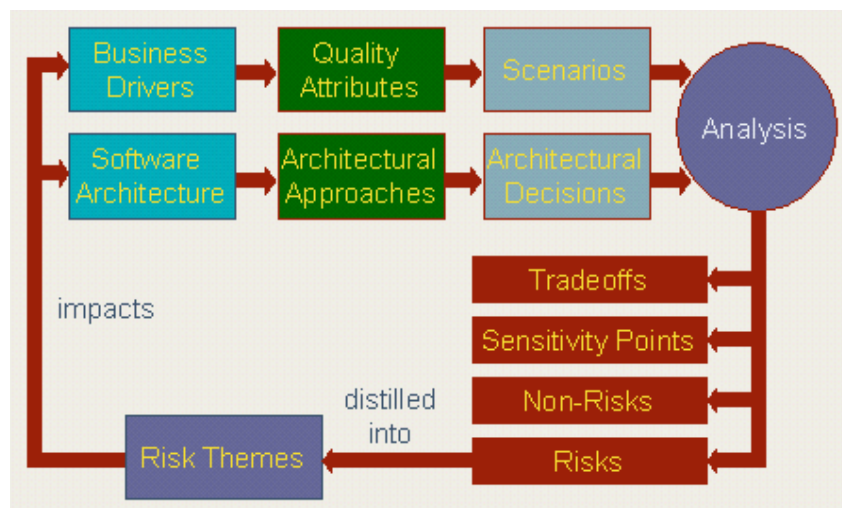 Business
Drivers
Quality
Attributes
Scenarios
Analysis
Software
Architecture
Architectural
Approaches
Architectural
Decisions
Tradeoffs
impacts
Sensitivity Points
Non-Risks
distilled
into
Risk Themes
Risks